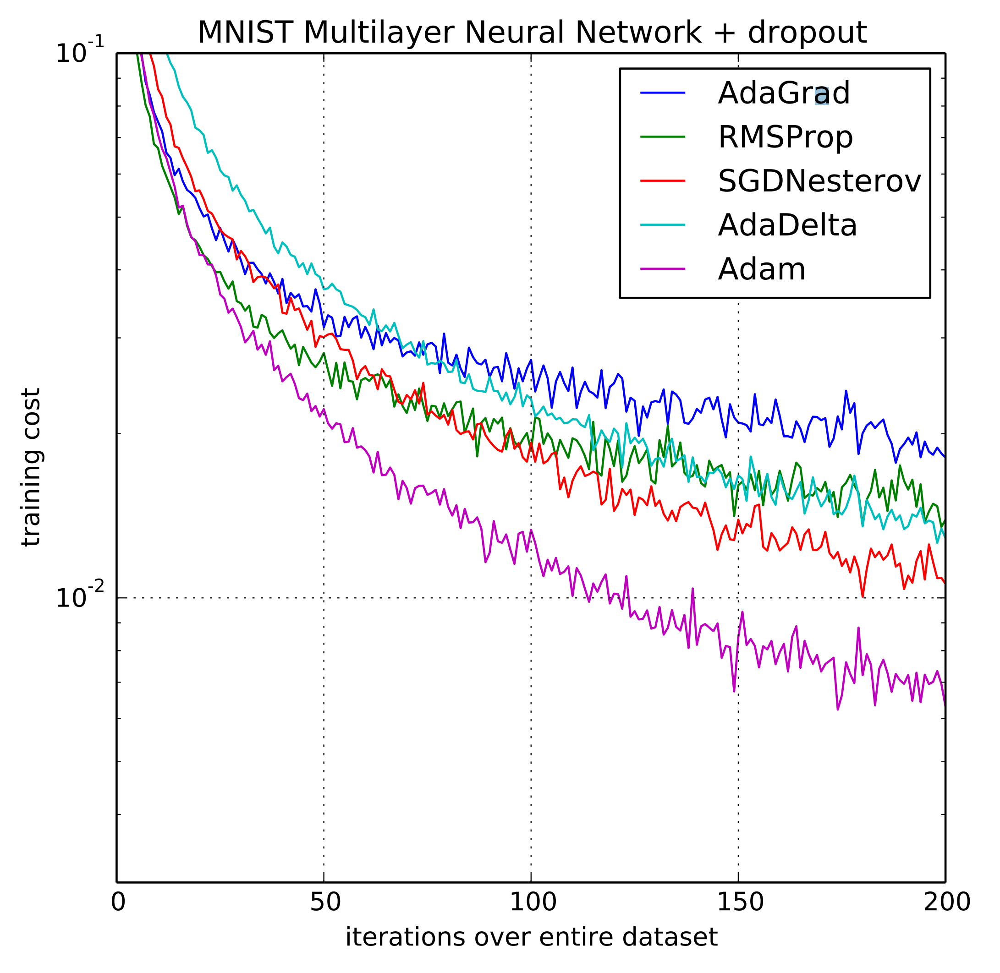 MNIST Multilayer Neural Network + dropout
10^-1
AdaGrad
RMSProp
SGDNesterov
AdaDelta
Adam
training cost
10^-2
0 50 100 150 200
iterations over entire dataset